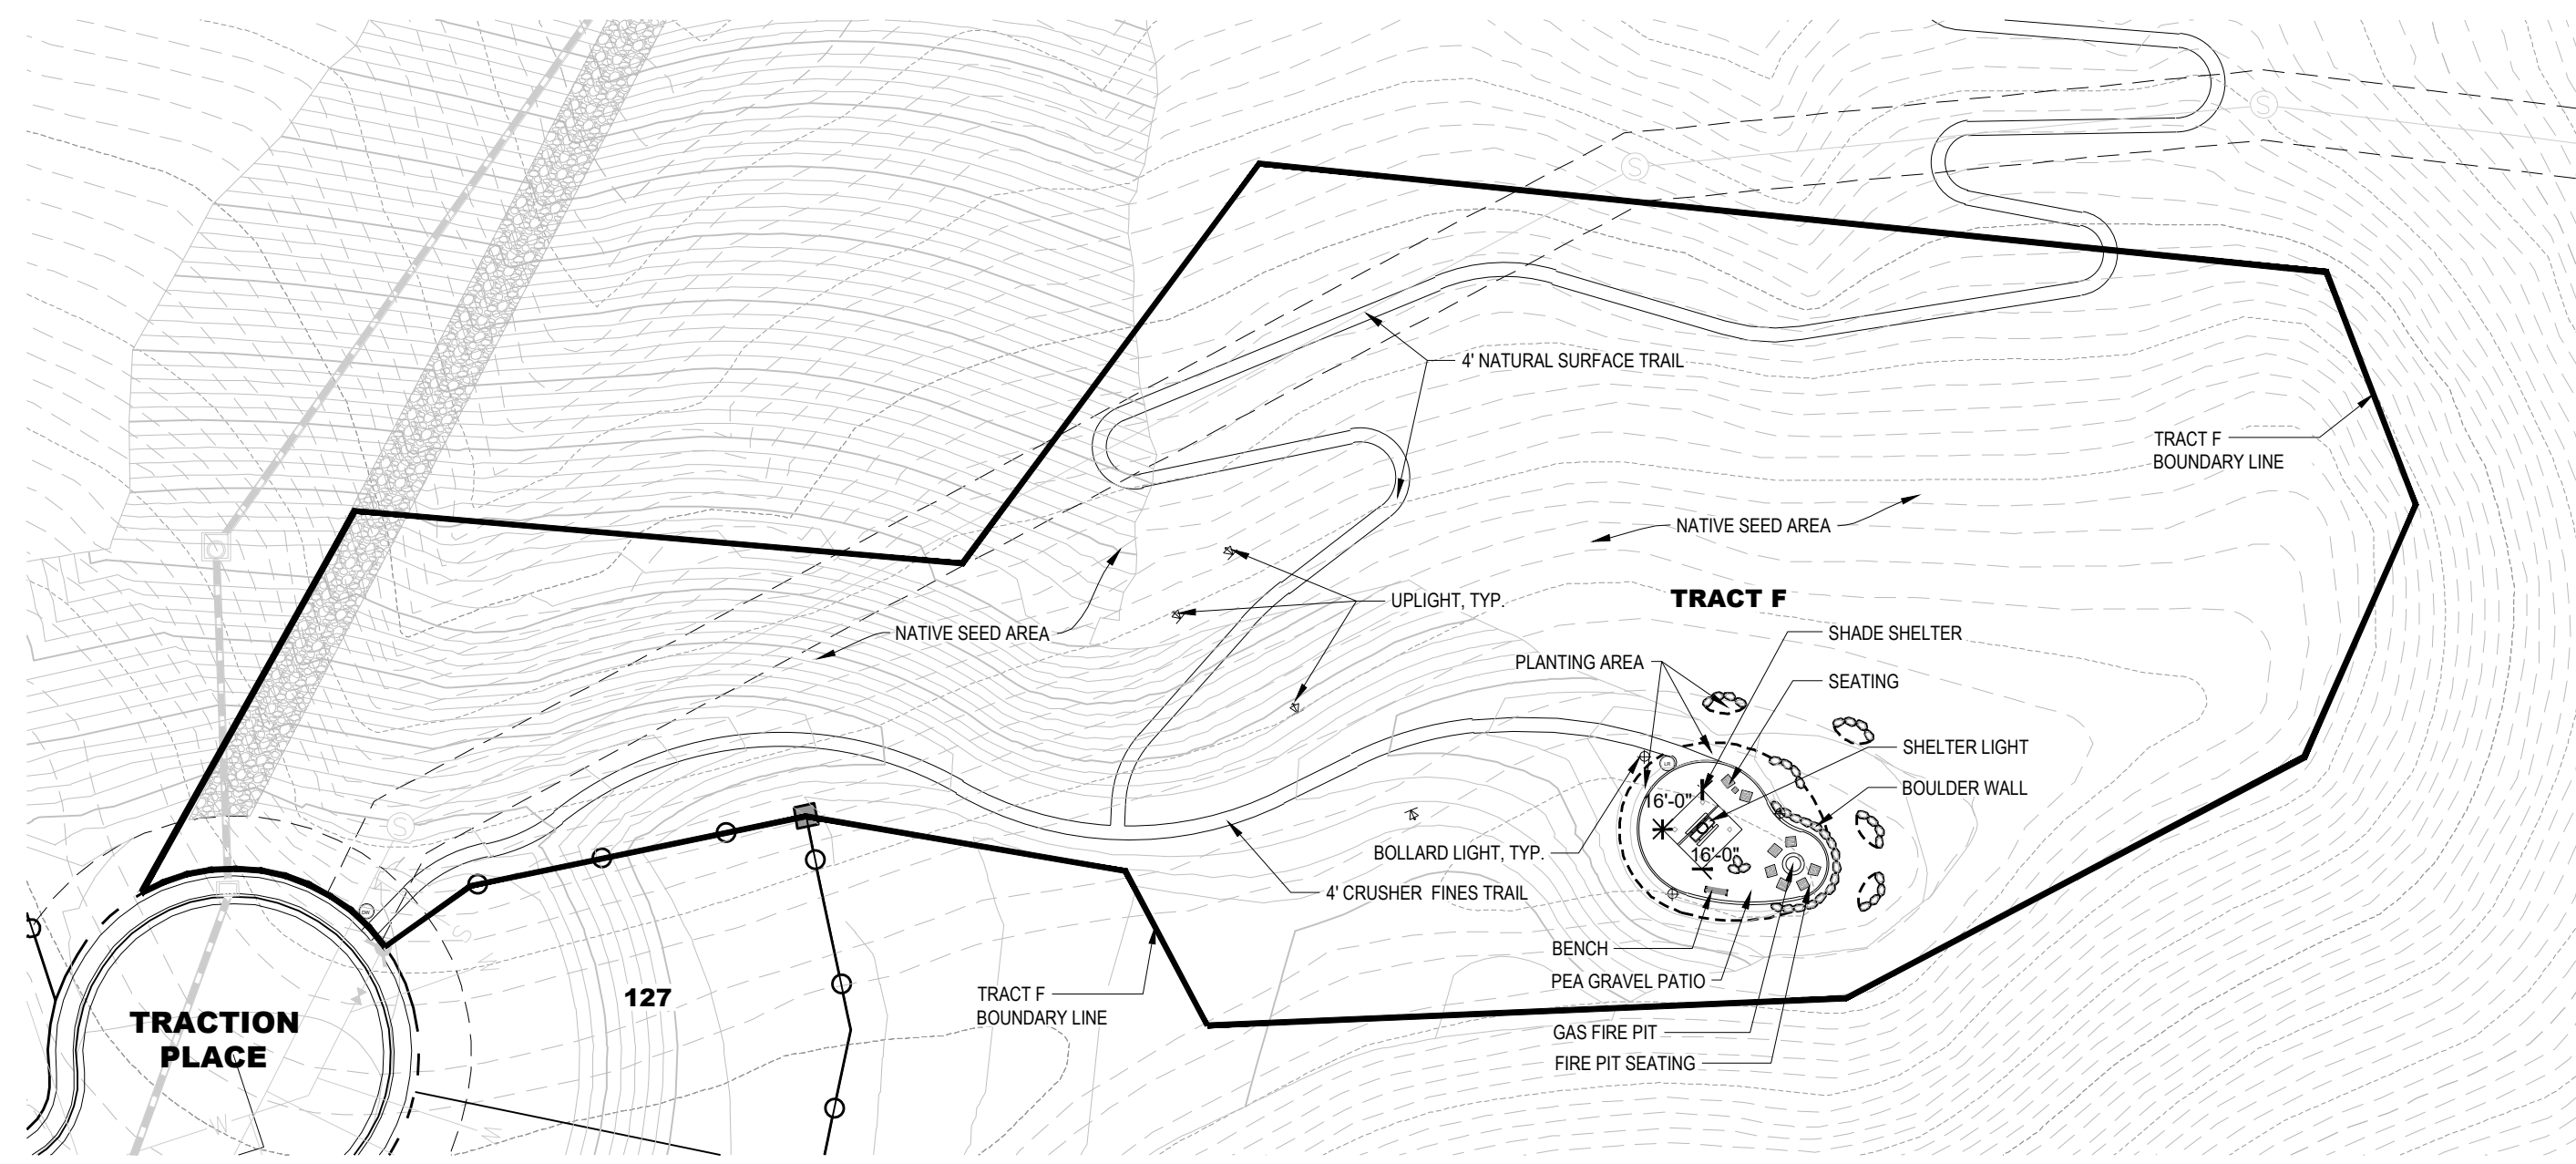 S
S
4' NATURAL SURFACE TRAIL
TRACT F
BOUNDARY LINE
NATIVE SEED AREA
TRACT F
UPLIGHT, TYP.
NATIVE SEED AREA
SHADE SHELTER
PLANTING AREA
SEATING
SHELTER LIGHT
BOULDER WALL
16'-0"
S
16'-0"
BOLLARD LIGHT, TYP.
4' CRUSHER FINES TRAIL
BENCH
PEA GRAVEL PATIO
127
TRACT F
BOUNDARY LINE
TRACTION
PLACE
GAS FIRE PIT
FIRE PIT SEATING